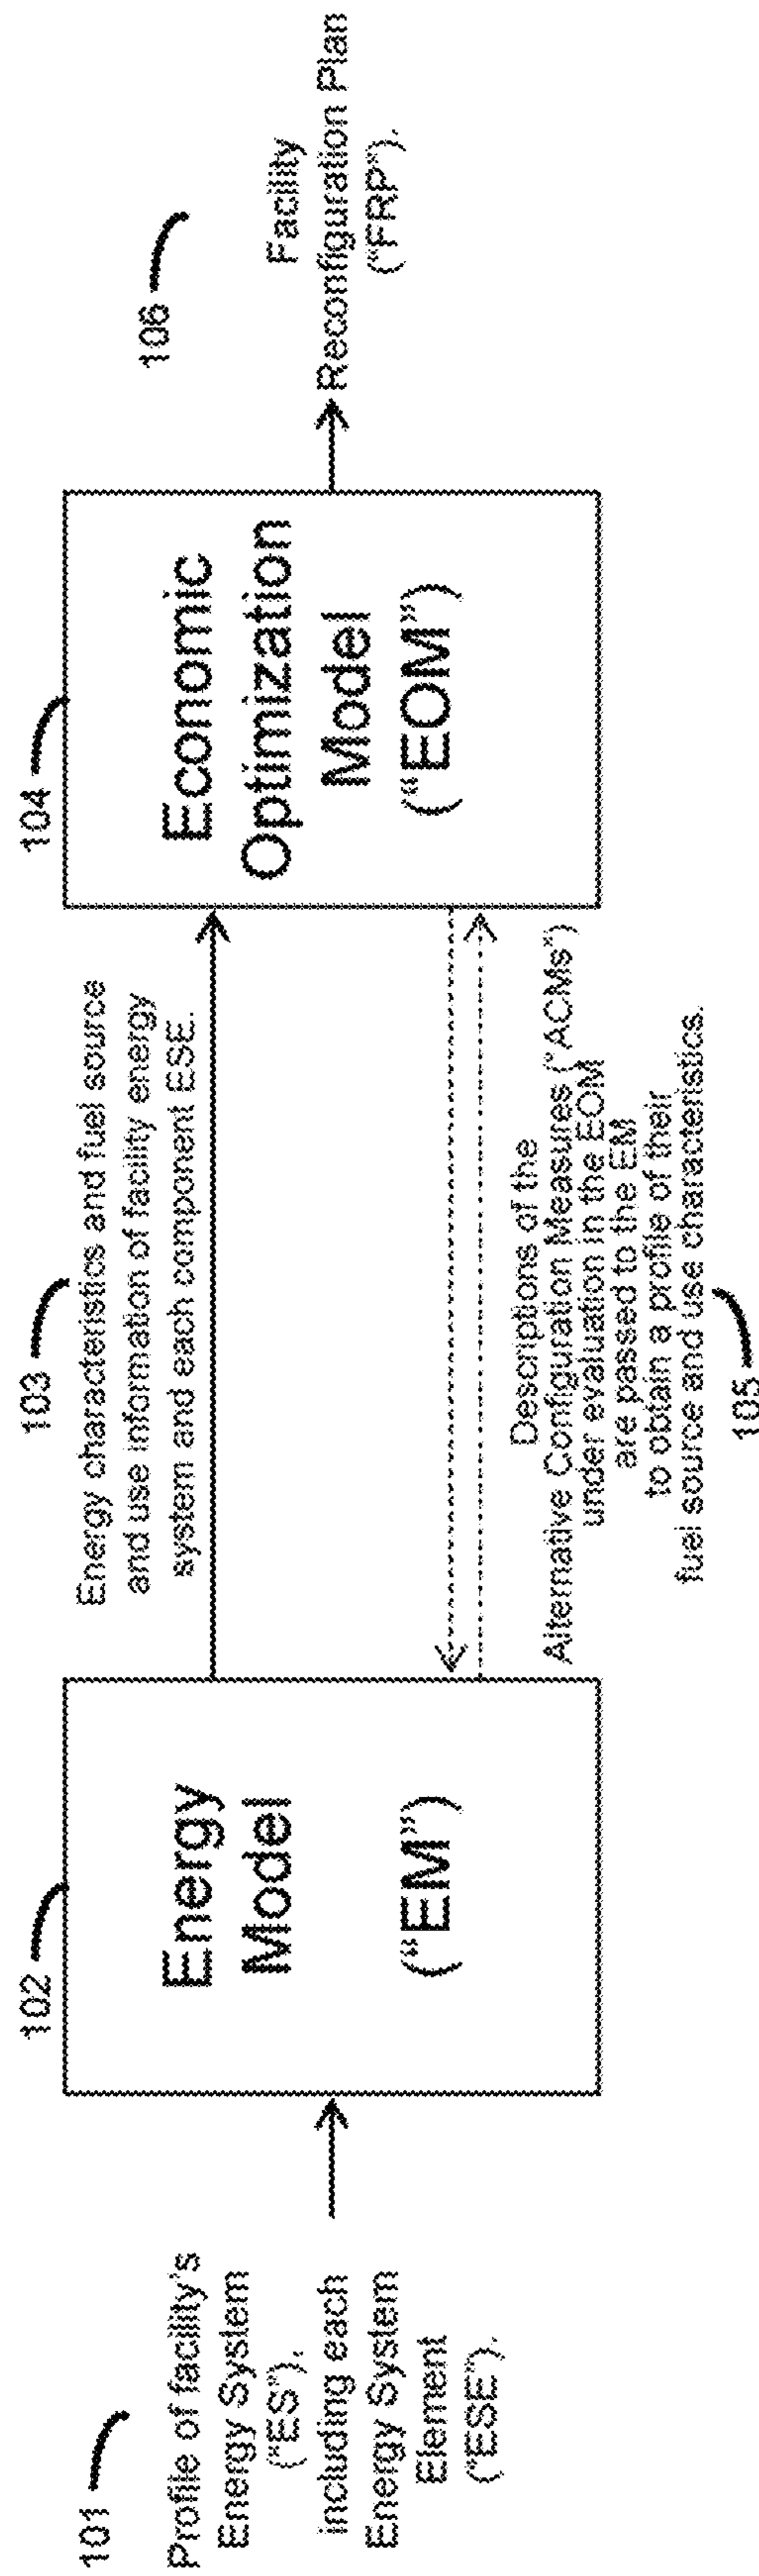 101
Profile of facility's
Energy System
("ES"),
including each
Energy System
Element
("ESE").
102
Energy
Model
("EM")
103
Energy characteristics and fuel source
and use information of facility energy
system and each component ESE.
Descriptions of the
Alternative Configuration Measures ("ACMs")
under evaluation in the EOM
are passed to the EM
to obtain a profile of their
fuel source and use characteristics.
105
104
Economic
Optimization
Model
("EOM")
106
Facility
Reconfiguration Plan
("FRP").